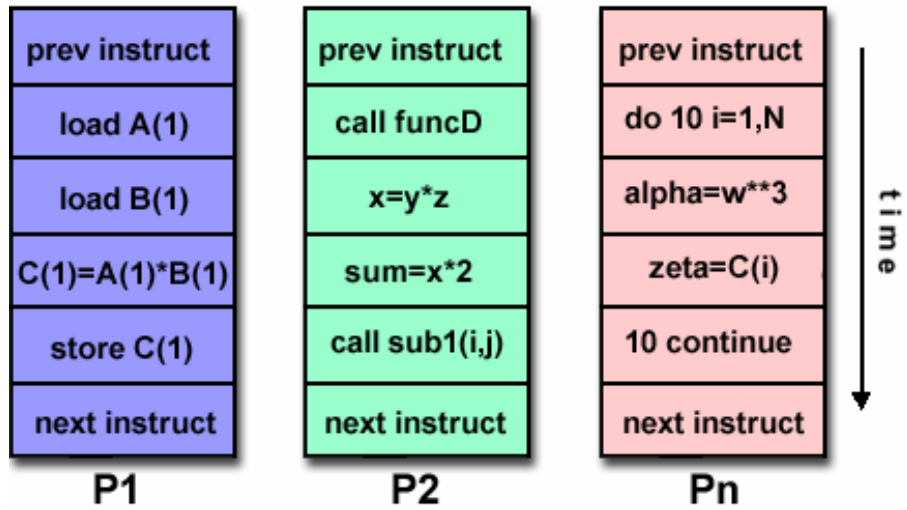 prev instruct
load A(1)
load B(1)
C(1)=A(1)*B(1)
store C(1)
next instruct
P1
prev instruct
call funcD
x=y*z
sum=x*2
call sub1(i,j)
next instruct
P2
prev instruct
do 10 i=1,N
alpha=w**3
zeta=C(i)
10 continue
next instruct
Pn
time